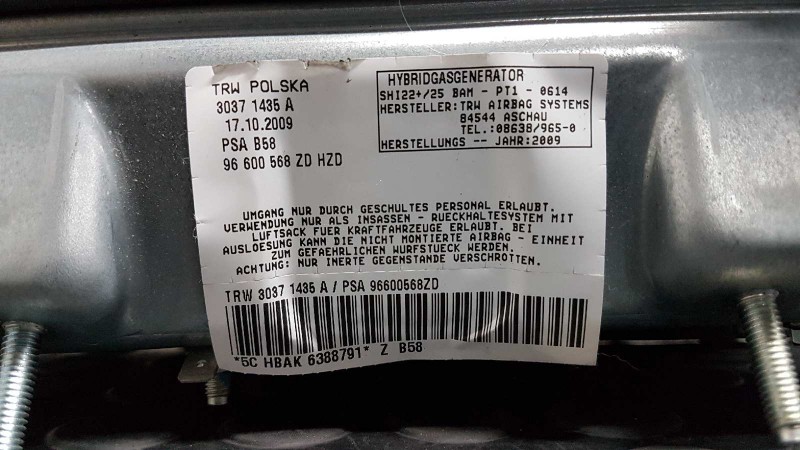 TRW POLSKA
3037 1435 A
17.10.2009
PSA B58
96 600 568 ZD HZD
HYBRIDGASGENERATOR
SHI22+/25 BAM - PT1 - 0614
HERSTELLER:TRW AIRBAG SYSTEMS
84544 ASCHAU
TEL.:08638/965-0
HERSTELLUNGS -- JAHR:2009
UMGANG NUR DURCH GESCHULTES PERSONAL ERLAUBT.
VERWENDUNG NUR ALS INSASSEN - RUECKHALTESYSTEM MIT
LUFTSACK FUER KRAFTFAHRZEUGE ERLAUBT. BEI
AUSLOESUNG KANN DIE NICHT MONTIERTE AIRBAG - EINHEIT
ZUM GEFAEHRLICHEN WURFSTUECK WERDEN.
ACHTUNG: NUR INERTE GEGENSTANDE VERSCHROTTEN.
TRW 3037 1435 A / PSA 96600568ZD
*5C HBAK 6388791* Z B58